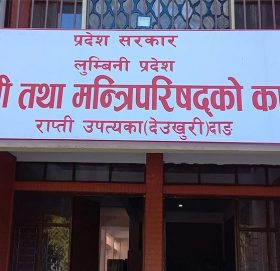 प्रदेश सरकार
लुम्बिनी प्रदेश
तथा मन्त्रिपरिषद्को
राप्ती उपत्यका(देउखुरी)दाङ